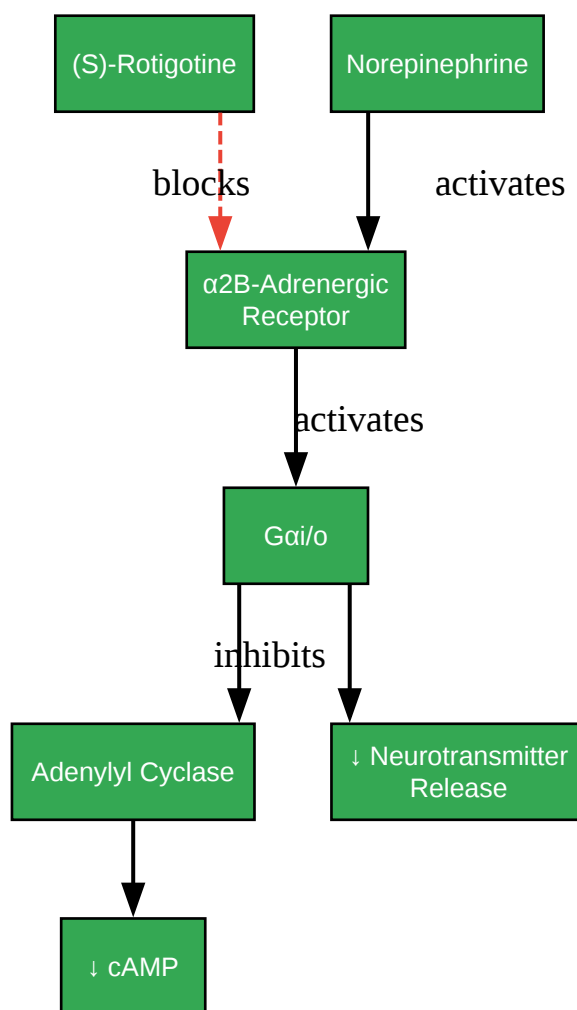 (S)-Rotigotine
Norepinephrine
blocks
activates
α2B-Adrenergic
Receptor
activates
Gαi/o
inhibits
Adenylyl Cyclase
↓ Neurotransmitter
Release
↓ cAMP